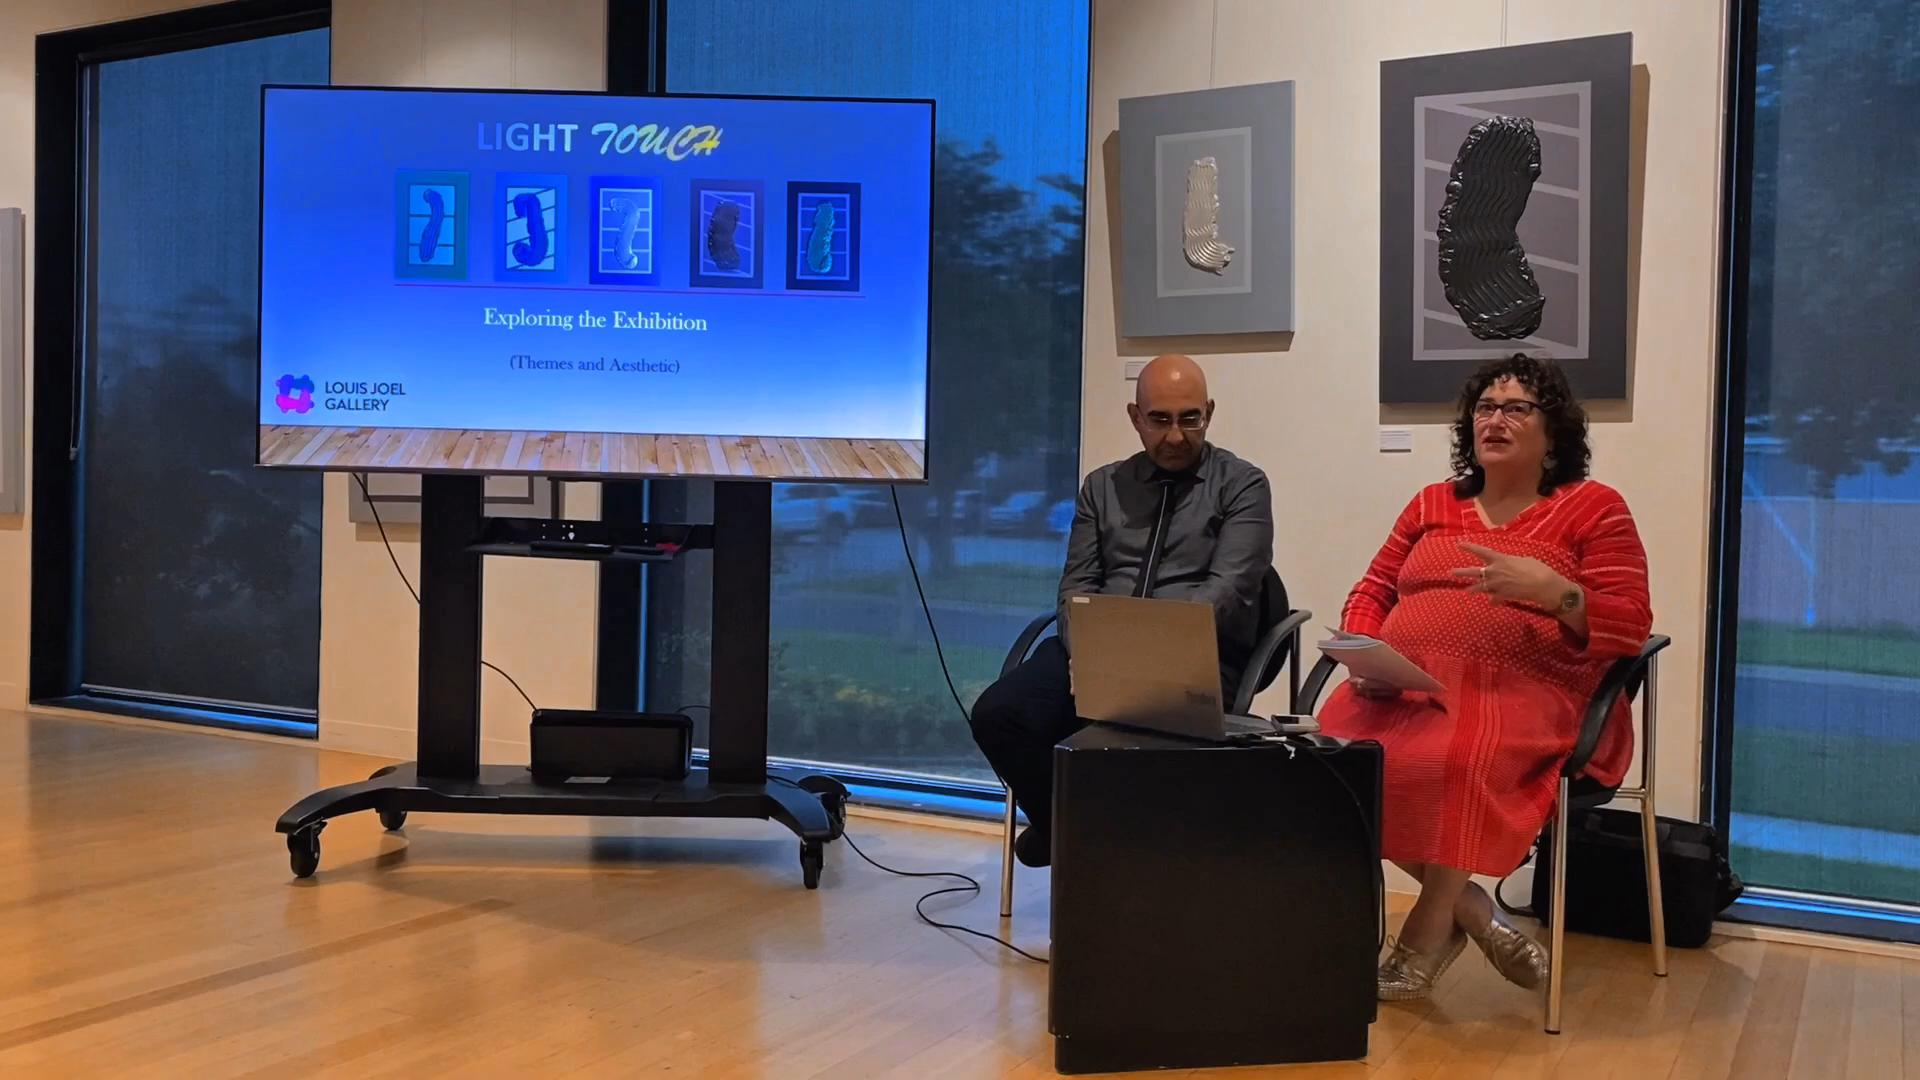 LIGHT TOUCH
Exploring the Exhibition
(Themes and Aesthetic)
LOUIS JOEL
GALLERY